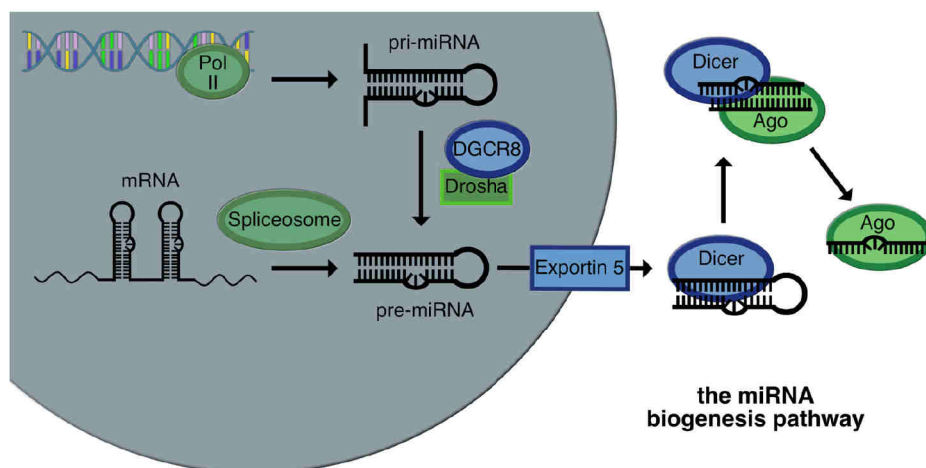 pri-miRNA
Pol
II
DGCR8
Drosha
mRNA
Spliceosome
pre-miRNA
Exportin 5
Dicer
Dicer
Ago
Ago
the miRNA
biogenesis pathway